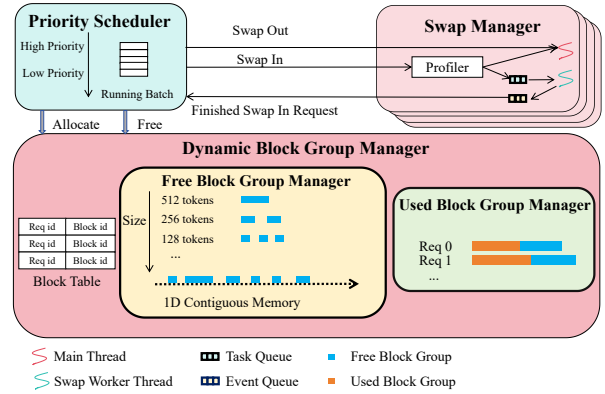 Priority Scheduler
High Priority
Low Priority
Running Batch
Swap Out
Swap In
Finished Swap In Request
Swap Manager
Profiler
Allocate
Free
Dynamic Block Group Manager
Req id Block id
Req id Block id
Req id Block id
Block Table
Free Block Group Manager
Size
512 tokens
256 tokens
128 tokens
...
1D Contiguous Memory
Used Block Group Manager
Req 0
Req 1
...
Main Thread
Task Queue
Free Block Group
Swap Worker Thread
Event Queue
Used Block Group